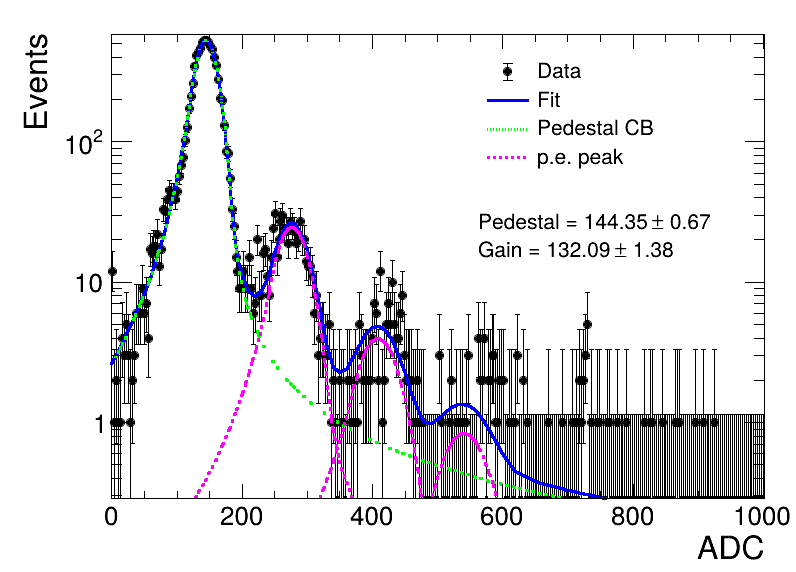 Events
Data
Fit
Pedestal CB
p.e. peak
Pedestal = 144.35 ± 0.67
Gain = 132.09 ± 1.38
10²
10
1
0 200 400 600 800 1000
ADC